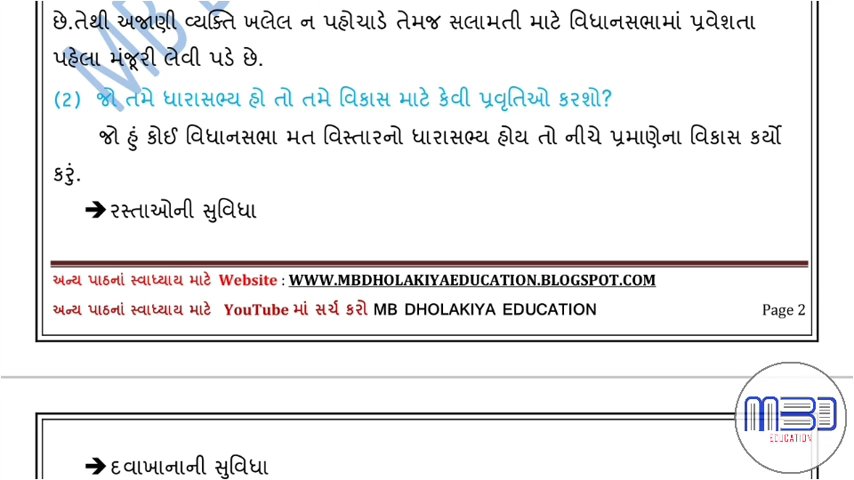 છે.તેથી અજાણી વ્યક્તિ ખલેલ ન પહોચાડે તેમજ સલામતી માટે વિધાનસભામાં પ્રવેશતા
પહેલા મંજૂરી લેવી પડે છે.
(2) જો તમે ધારાસભ્ય હો તો તમે વિકાસ માટે કેવી પ્રવૃતિઓ કરશો?
જો હું કોઈ વિધાનસભા મત વિસ્તારનો ધારાસભ્ય હોય તો નીચે પ્રમાણેના વિકાસ કર્યો
કરું.
➔ રસ્તાઓની સુવિધા
અન્ય પાઠનાં સ્વાધ્યાય માટે Website : WWW.MBDHOLAKIYAEDUCATION.BLOGSPOT.COM
અન્ય પાઠનાં સ્વાધ્યાય માટે YouTube માં સર્ચ કરો MB DHOLAKIYA EDUCATION Page 2
MBD
EDUCATION
➔ દવાખાનાની સુવિધા